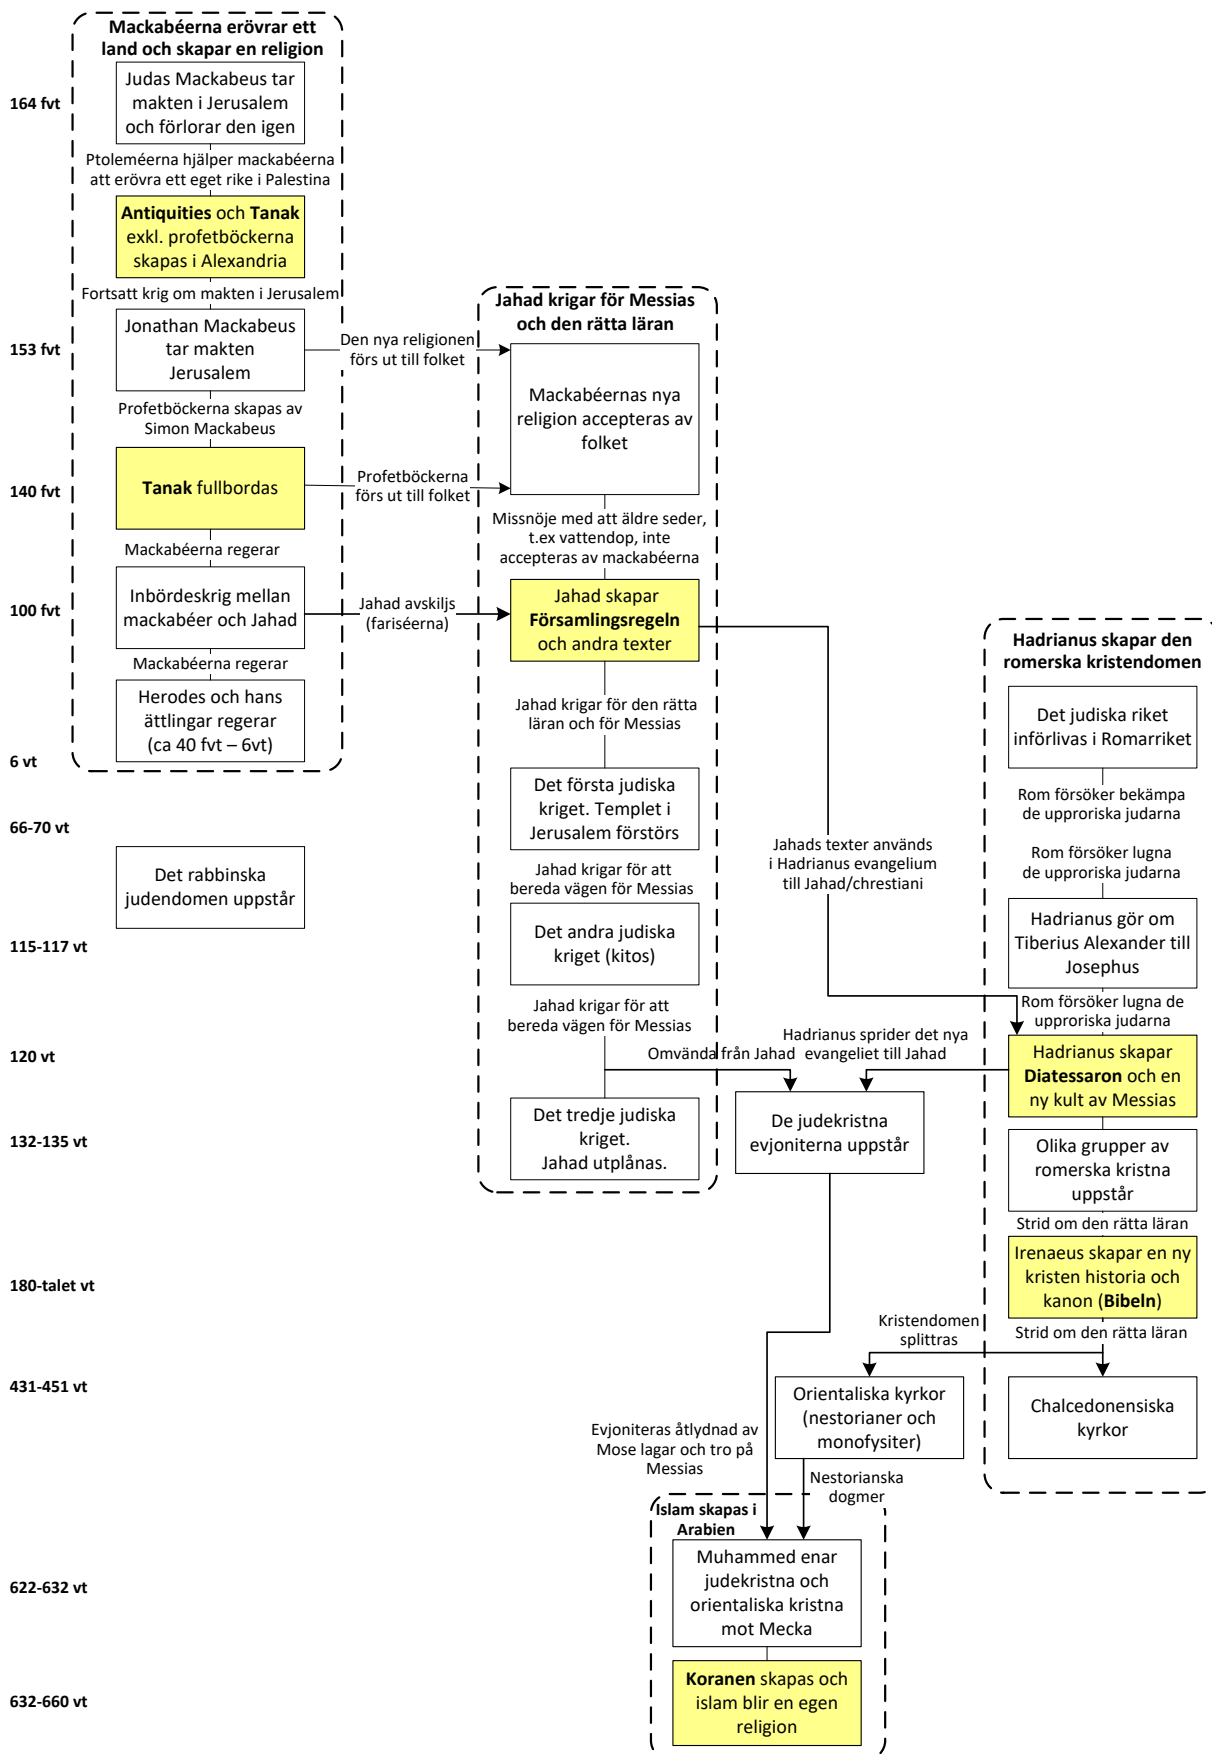 Mackabéerna erövrar ett
land och skapar en religion
164 fvt
Judas Mackabeus tar
makten i Jerusalem
och förlorar den igen
Ptoleméerna hjälper mackabéerna
att erövra ett eget rike i Palestina
Antiquities och Tanak
exkl. profetböckerna
skapas i Alexandria
Fortsatt krig om makten i Jerusalem
153 fvt
Jonathan Mackabeus
tar makten
Jerusalem
Den nya religionen
förs ut till folket
Profetböckerna skapas av
Simon Mackabeus
140 fvt
Tanak fullbordas
Profetböckerna
förs ut till folket
Mackabéerna regerar
100 fvt
Inbördeskrig mellan
mackabéer och Jahad
Jahad avskiljs
(fariséerna)
Mackabéerna regerar
Herodes och hans
ättlingar regerar
(ca 40 fvt – 6vt)
6 vt
66-70 vt
Det rabbinska
judendomen uppstår
115-117 vt
120 vt
132-135 vt
180-talet vt
431-451 vt
622-632 vt
632-660 vt
Jahad krigar för Messias
och den rätta läran
Mackabéernas nya
religion accepteras av
folket
Missnöje med att äldre seder,
t.ex vattendop, inte
accepteras av mackabéerna
Jahad skapar
Församlingsregeln
och andra texter
Jahad krigar för den rätta
läran och för Messias
Det första judiska
kriget. Templet i
Jerusalem förstörs
Jahad krigar för att
bereda vägen för Messias
Det andra judiska
kriget (kitos)
Jahad krigar för att
bereda vägen för Messias
Omvända från Jahad
Det tredje judiska
kriget.
Jahad utplånas.
Jahads texter används
i Hadrianus evangelium
till Jahad/chrestiani
Hadrianus sprider det nya
evangeliet till Jahad
De judekristna
evjoniterna uppstår
Hadrianus skapar den
romerska kristendomen
Det judiska riket
införlivas i Romarriket
Rom försöker bekämpa
de upproriska judarna
Rom försöker lugna
de upproriska judarna
Hadrianus gör om
Tiberius Alexander till
Josephus
Rom försöker lugna de
upproriska judarna
Hadrianus skapar
Diatessaron och en
ny kult av Messias
Olika grupper av
romerska kristna
uppstår
Strid om den rätta läran
Irenaeus skapar en ny
kristen historia och
kanon (Bibeln)
Kristendomen
splittras
Strid om den rätta läran
Orientaliska kyrkor
(nestorianer och
monofysiter)
Chalcedonensiska
kyrkor
Evjoniteras åtlydnad av
Mose lagar och tro på
Messias
Nestorianska
dogmer
Islam skapas i
Arabien
Muhammed enar
judekristna och
orientaliska kristna
mot Mecka
Koranen skapas och
islam blir en egen
religion